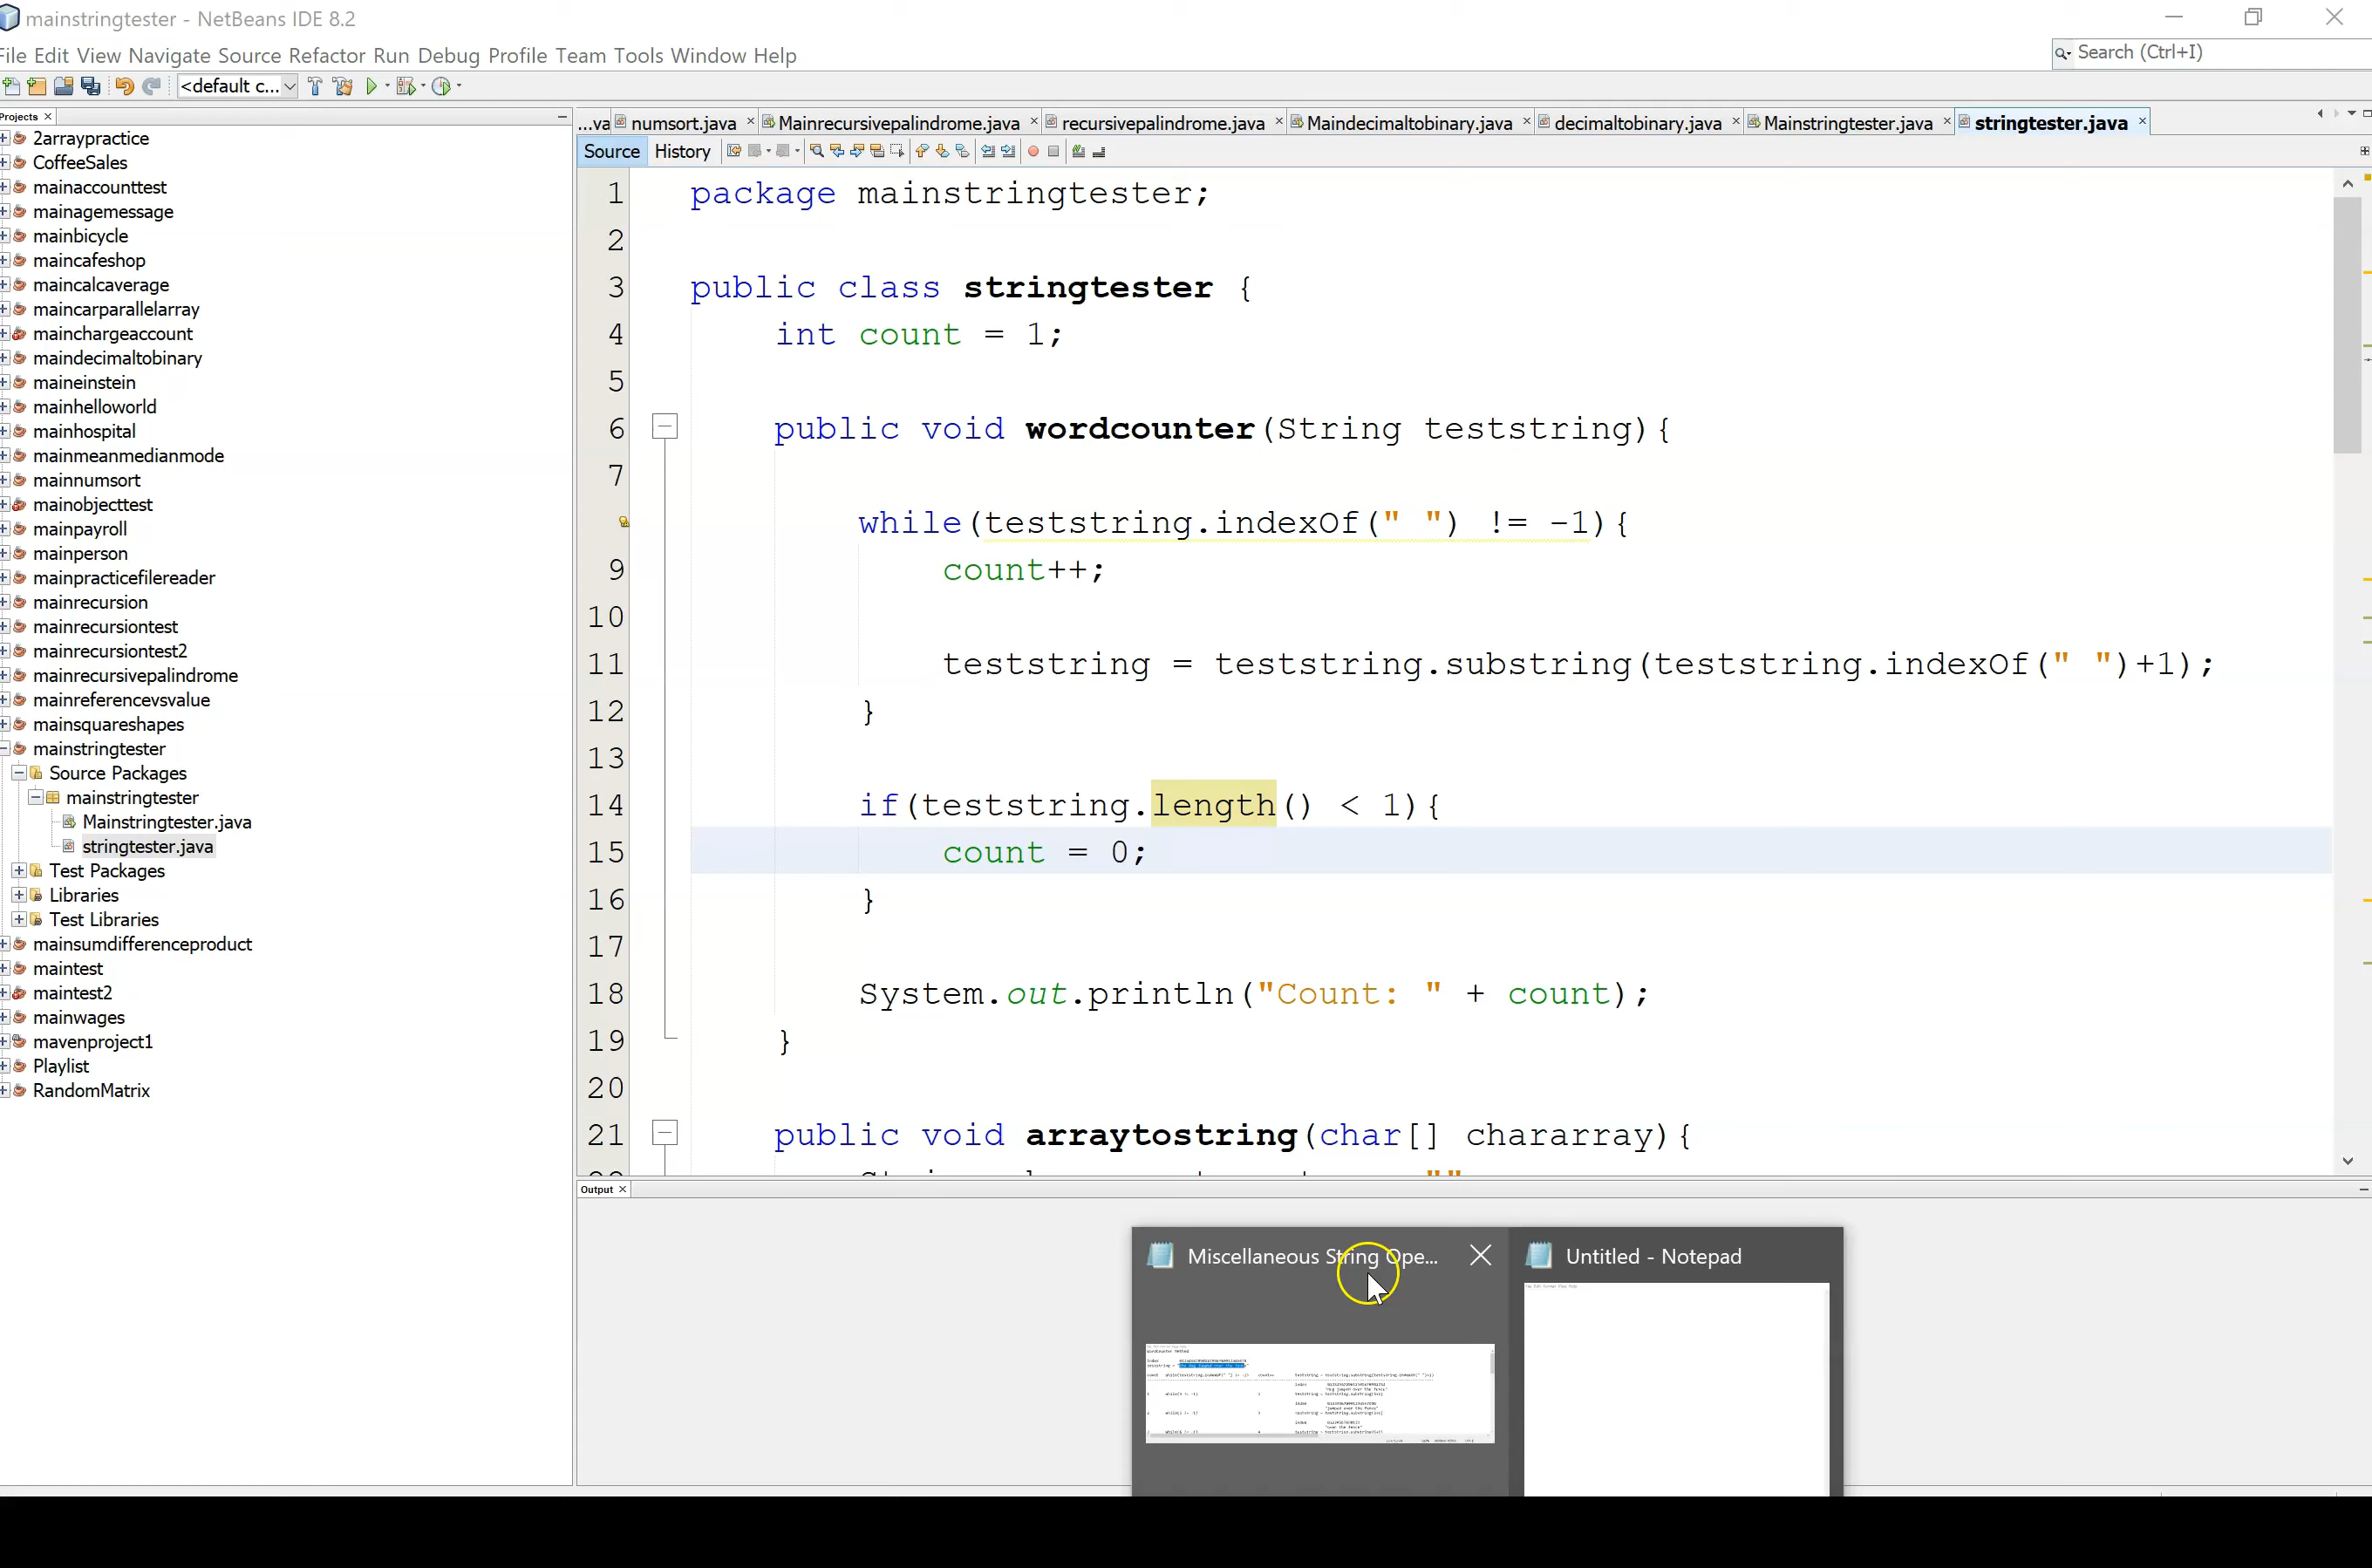 mainstringtester - NetBeans IDE 8.2
File Edit View Navigate Source Refactor Run Debug Profile Team Tools Window Help
Search (Ctrl+I)
<default c...
Projects
2arraypractice
CoffeeSales
mainaccounttest
mainagemessage
mainbicycle
maincafeshop
maincalcaverage
maincarparallelarray
mainchargeaccount
maindecimaltobinary
maineinstein
mainhelloworld
mainhospital
mainmeanmedianmode
mainnumsort
mainobjecttest
mainpayroll
mainperson
mainpracticefilereader
mainrecursion
mainrecursiontest
mainrecursiontest2
mainrecursivepalindrome
mainreferencevsvalue
mainsquareshapes
mainstringtester
Source Packages
mainstringtester
Mainstringtester.java
stringtester.java
Test Packages
Libraries
Test Libraries
mainsumdifferenceproduct
maintest
maintest2
mainwages
mavenproject1
Playlist
RandomMatrix
...va numsort.java Mainrecursivepalindrome.java recursivepalindrome.java Maindecimaltobinary.java decimaltobinary.java Mainstringtester.java stringtester.java
Source History
1 package mainstringtester;
2
3 public class stringtester {
4 int count = 1;
5
6 public void wordcounter(String teststring){
7
while(teststring.indexOf(" ") != -1){
9 count++;
10
11 teststring = teststring.substring(teststring.indexOf(" ")+1);
12 }
13
14 if(teststring.length() < 1){
15 count = 0;
16 }
17
18 System.out.println("Count: " + count);
19 }
20
21 public void arraytostring(char[] chararray){
Output
Miscellaneous String Ope...
Untitled - Notepad